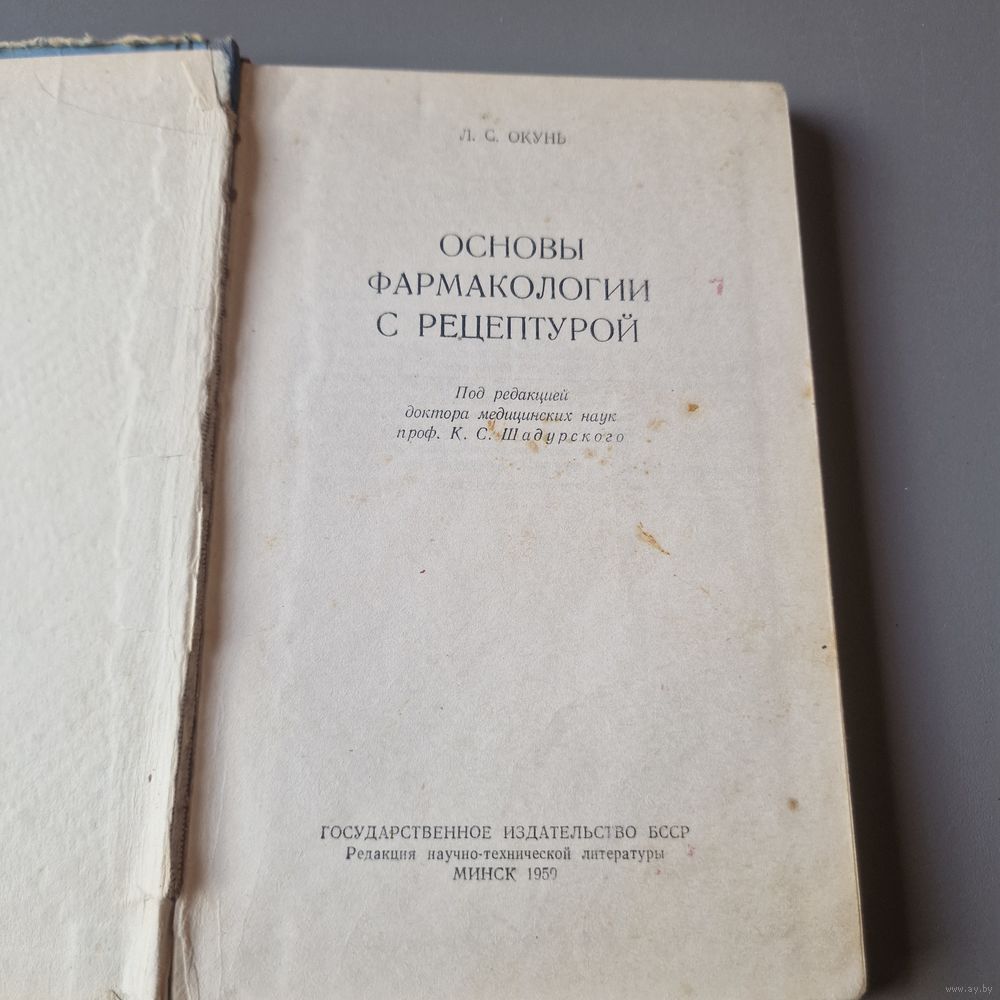 Л. С. ОКУНЬ
ОСНОВЫ
ФАРМАКОЛОГИИ
С РЕЦЕПТУРОЙ
Под редакцией
доктора медицинских наук
проф. К. С. Шадурского
ГОСУДАРСТВЕННОЕ ИЗДАТЕЛЬСТВО БССР
Редакция научно-технической литературы
МИНСК 1959
www.ay.by